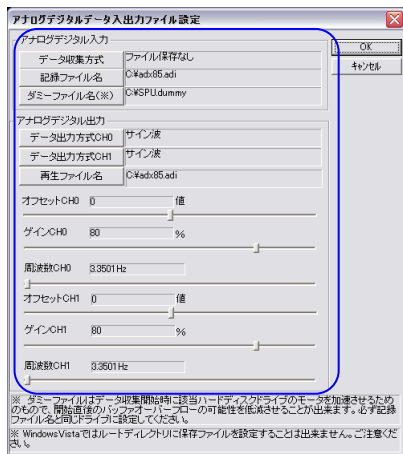 アナログデジタルデータ入出力ファイル設定
アナログデジタル入力
OK
データ収集方式 ファイル保存なし
キャンセル
記録ファイル名 C:¥adx85.adi
ダミーファイル名(※) C:¥SPU.dummy
アナログデジタル出力
データ出力方式CH0 サイン波
データ出力方式CH1 サイン波
再生ファイル名 C:¥adx85.adi
オフセットCH0 0 値
ゲインCH0 80 %
周波数CH0 3.3501 Hz
オフセットCH1 0 値
ゲインCH1 80 %
周波数CH1 3.3501 Hz
※ ダミーファイルはデータ収集開始時に該当ハードディスクドライブのモータを加速させるため
のもので、開始直後のバッファオーバーフローの可能性を低減させることが出来ます。必ず記録
ファイル名と同じドライブに設定してください。
※ WindowsVistaではルートディレクトリに保存ファイルを設定することは出来ません。ご注意くだ
さい。